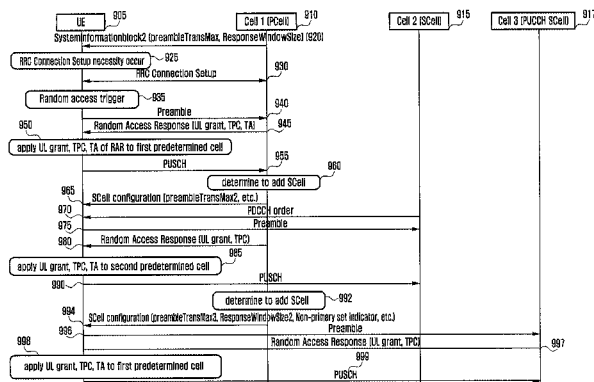 905
UE
910
Cell 1 (PCell)
915
Cell 2 (SCell)
917
Cell 3 (PUCCH SCell)
SystemInformationblock2 (preambleTransMax, ResponseWindowSize) (920)
RRC Connection Setup necessity occur
925
RRC Connection Setup
930
Random access trigger
935
Preamble
940
Random Access Response (UL grant, TPC, TA)
945
950
apply UL grant, TPC, TA of RAR to first predetermined cell
PUSCH
955
determine to add SCell
960
965
SCell configuration (preambleTransMax2, etc.)
970
PDCCH order
975
Preamble
980
Random Access Response (UL grant, TPC)
985
apply UL grant, TPC, TA to second predetermined cell
990
PUSCH
determine to add SCell
992
994
SCell configuration (preambleTransMax3, ResponseWindowSize2, Non-primary set indicator, etc.)
996
Preamble
Random Access Response (UL grant, TPC)
997
998
apply UL grant, TPC, TA to first predetermined cell
999
PUSCH